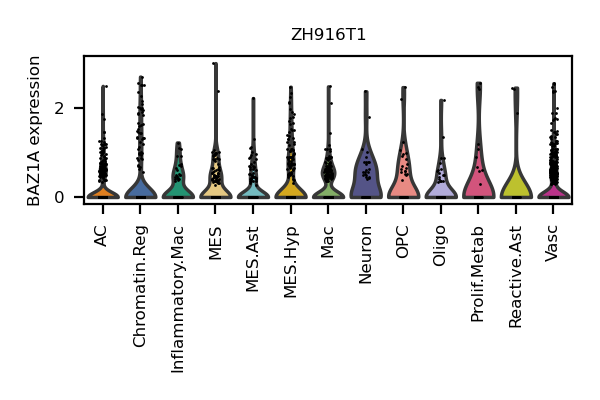 ZH916T1
BAZ1A expression
2
0
AC
Chromatin.Reg
Inflammatory.Mac
MES
MES.Ast
MES.Hyp
Mac
Neuron
OPC
Oligo
Prolif.Metab
Reactive.Ast
Vasc